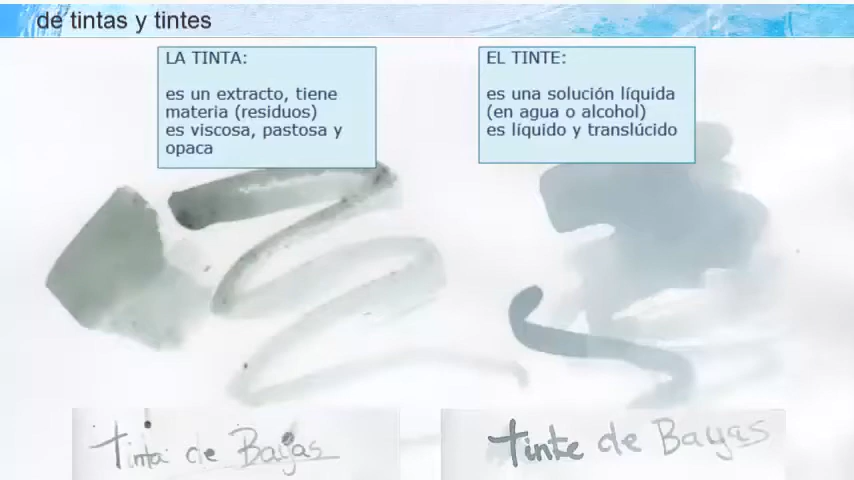 de tintas y tintes
LA TINTA:
es un extracto, tiene
materia (residuos)
es viscosa, pastosa y
opaca
EL TINTE:
es una solución líquida
(en agua o alcohol)
es líquido y translúcido
Tinta de Bayas
Tinte de Bayas